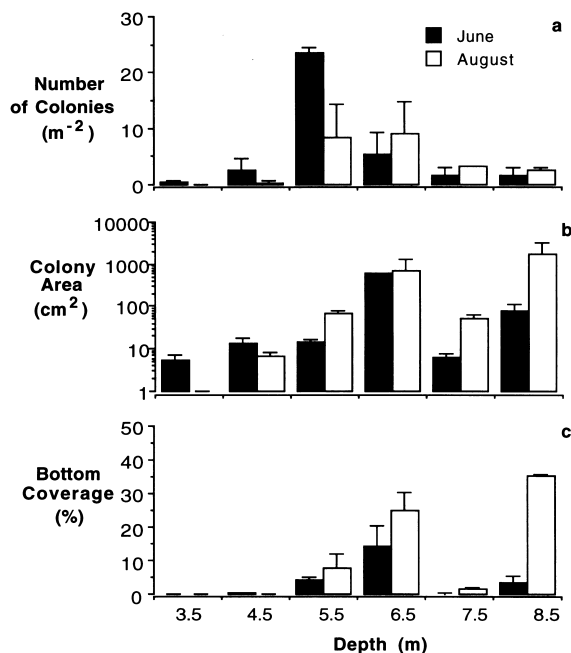 30
a
June
August
20
Number
of Colonies
(m-2)
10
0
10000
b
1000
Colony
Area
(cm2)
100
10
1
50
c
40
Bottom
Coverage
(%)
30
20
10
0
3.5 4.5 5.5 6.5 7.5 8.5
Depth (m)